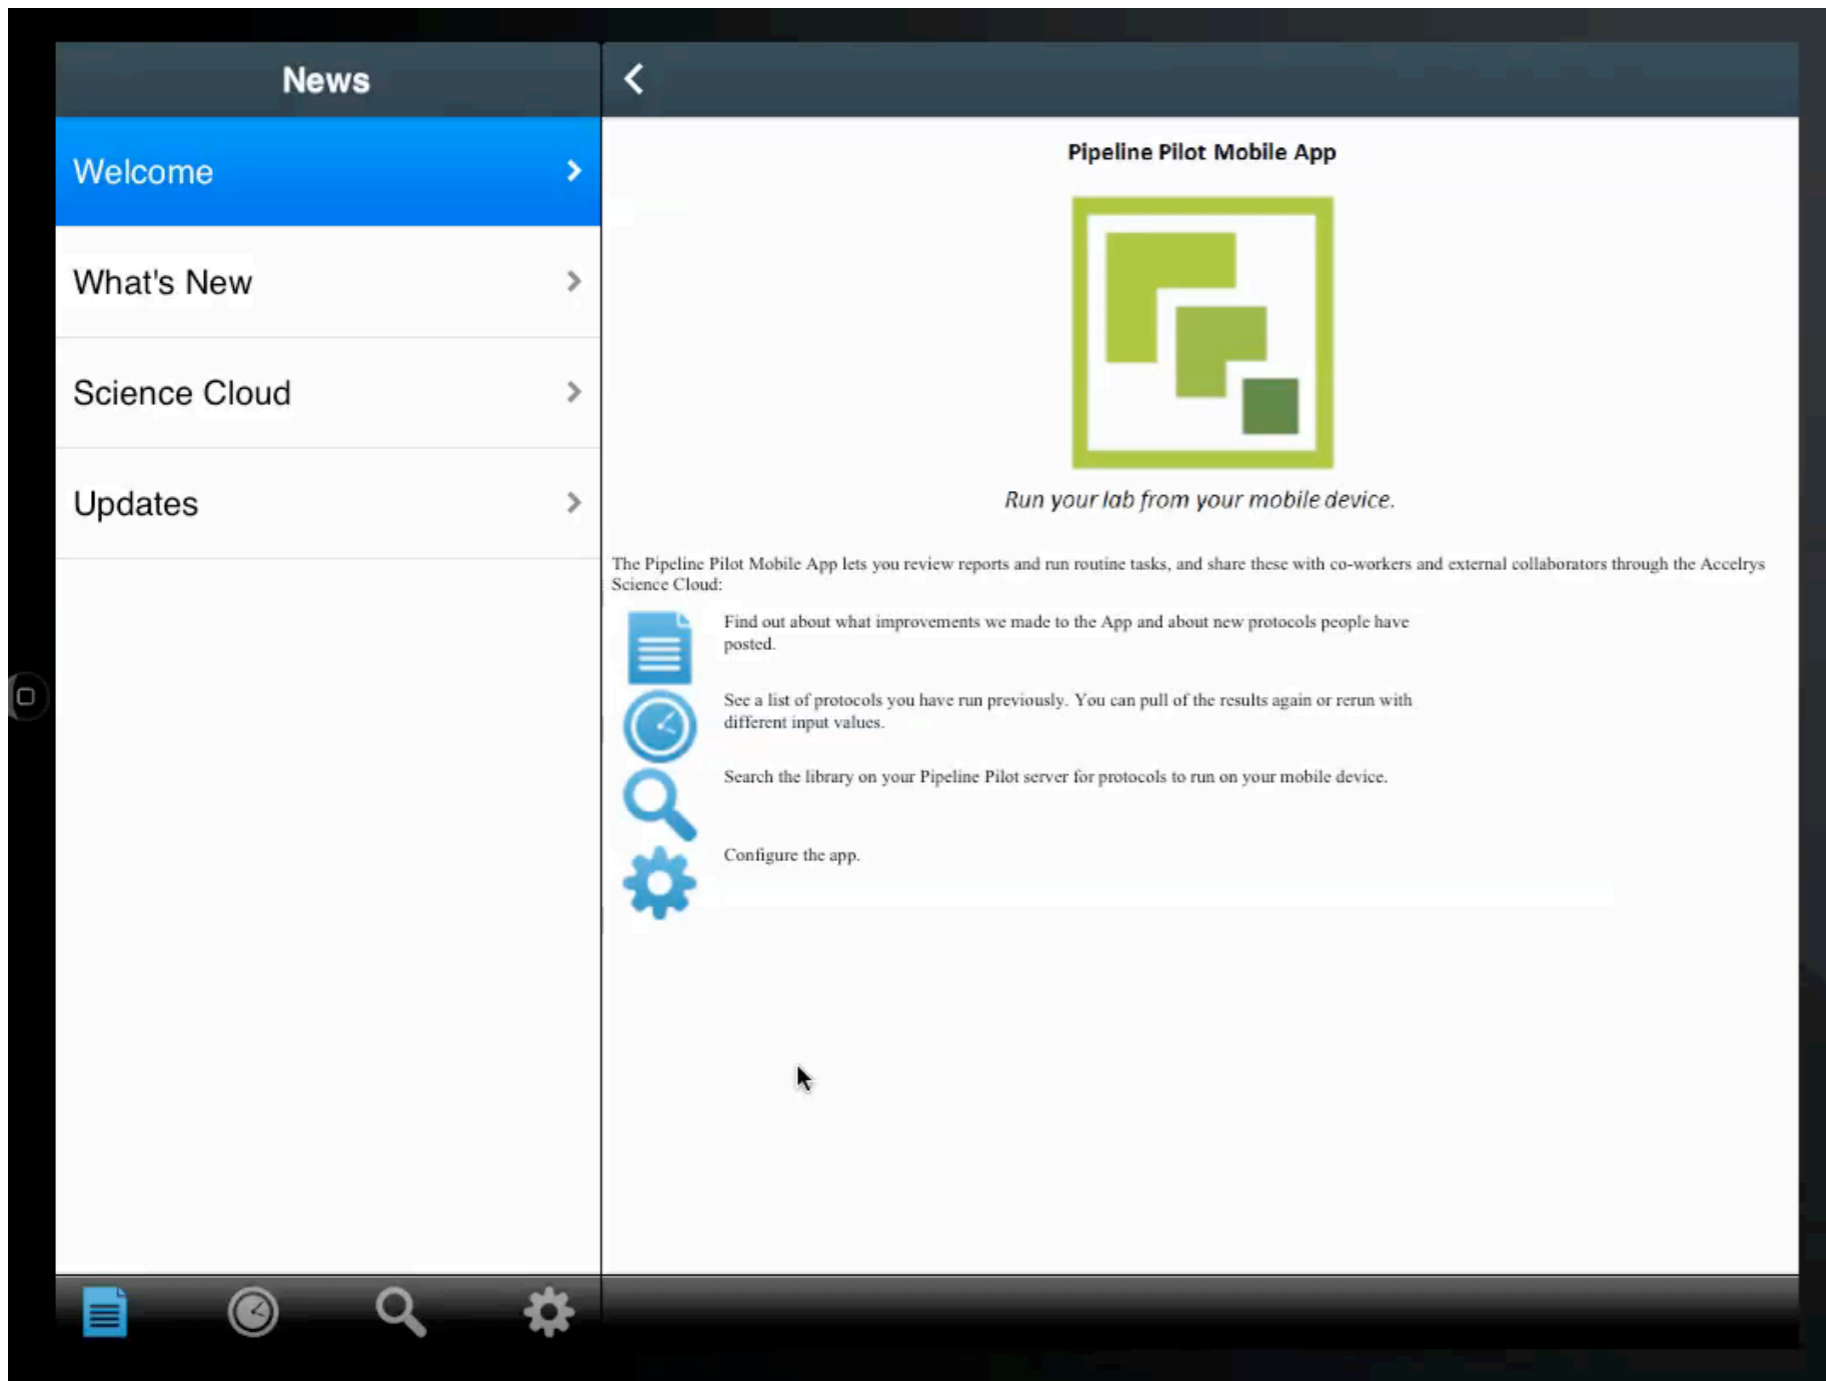 News
Welcome
What's New
Science Cloud
Updates
Pipeline Pilot Mobile App
Run your lab from your mobile device.
The Pipeline Pilot Mobile App lets you review reports and run routine tasks, and share these with co-workers and external collaborators through the Accelrys
Science Cloud:
Find out about what improvements we made to the App and about new protocols people have
posted.
See a list of protocols you have run previously. You can pull of the results again or rerun with
different input values.
Search the library on your Pipeline Pilot server for protocols to run on your mobile device.
Configure the app.